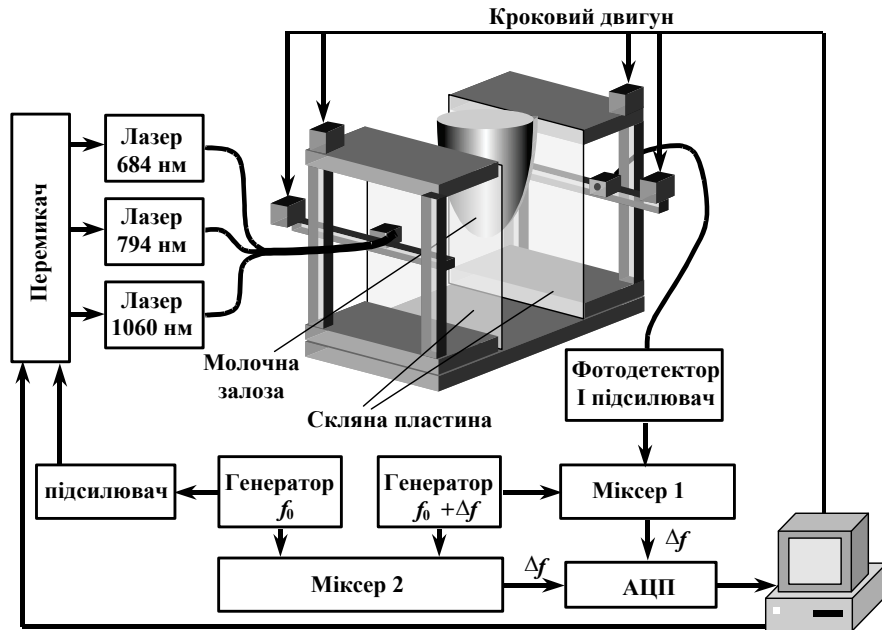 Кроковий двигун
Перемикач
Лазер
684 нм
Лазер
794 нм
Лазер
1060 нм
Молочна
залоза
Скляна пластина
Фотодетектор
І підсилювач
підсилювач
Генератор
f₀
Генератор
f₀ +Δf
Міксер 1
Δf
Міксер 2
Δf
АЦП